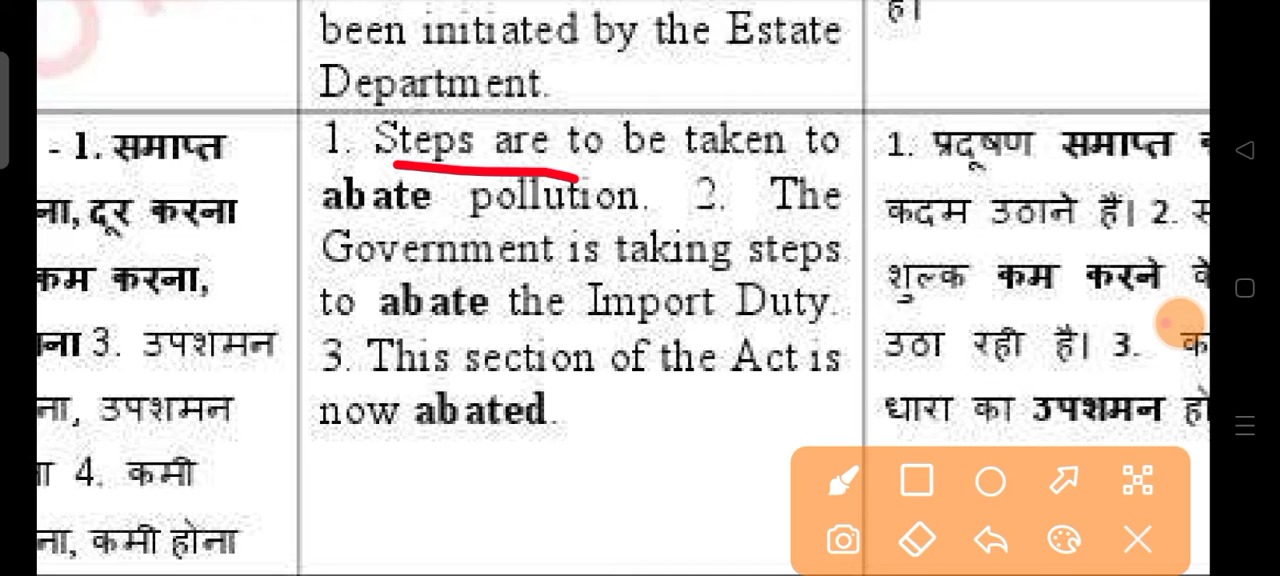 been initiated by the Estate
Department.
है।
- 1. समाप्त
दूर करना
कम करना,
3. उपशमन
उपशमन
4. कमी
कमी होना
1. Steps are to be taken to
abate pollution. 2. The
Government is taking steps
to abate the Import Duty.
3. This section of the Act is
now abated.
1. प्रदूषण समाप्त
कदम उठाने हैं। 2.
शुल्क कम करने
उठा रही है। 3.
धारा का उपशमन